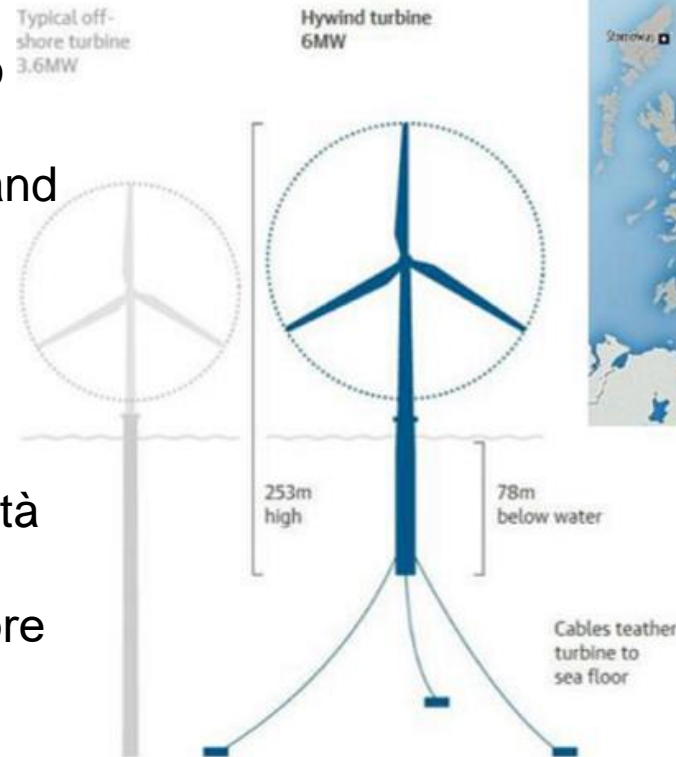 Typical off-
shore turbine
3.6MW
Hywind turbine
6MW
and
tà
ore
253m
high
78m
below water
Cables teather
turbine to
sea floor